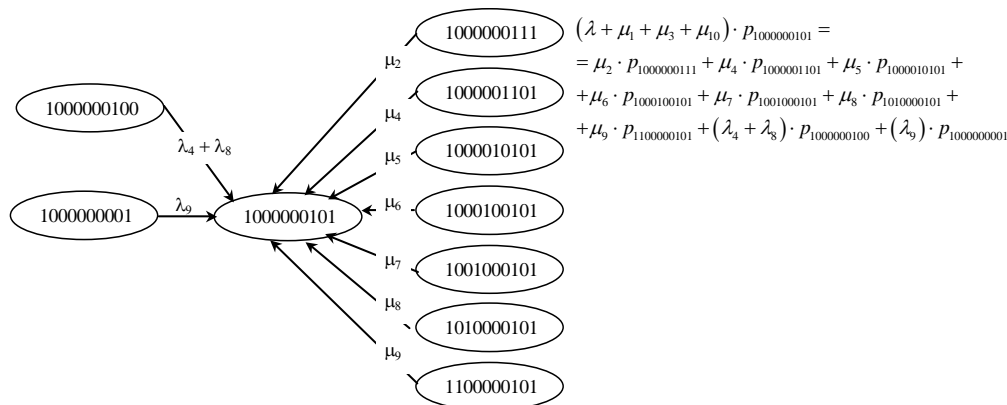 1000000111
1000001101
1000010101
1000100101
1001000101
1010000101
1100000101
μ₂
μ₄
μ₅
μ₆
μ₇
μ₈
μ₉
1000000100
λ₄ + λ₈
1000000001
λ₉
1000000101
(λ + μ₁ + μ₃ + μ₁₀) · p₁₀₀₀₀₀₀₁₀₁ =
= μ₂ · p₁₀₀₀₀₀₀₁₁₁ + μ₄ · p₁₀₀₀₀₀₁₁₀₁ + μ₅ · p₁₀₀₀₀₁₀₁₀₁ +
+μ₆ · p₁₀₀₀₁₀₀₁₀₁ + μ₇ · p₁₀₀₁₀₀₀₁₀₁ + μ₈ · p₁₀₁₀₀₀₀₁₀₁ +
+μ₉ · p₁₁₀₀₀₀₀₁₀₁ + (λ₄ + λ₈) · p₁₀₀₀₀₀₀₁₀₀ + (λ₉) · p₁₀₀₀₀₀₀₀₀₁